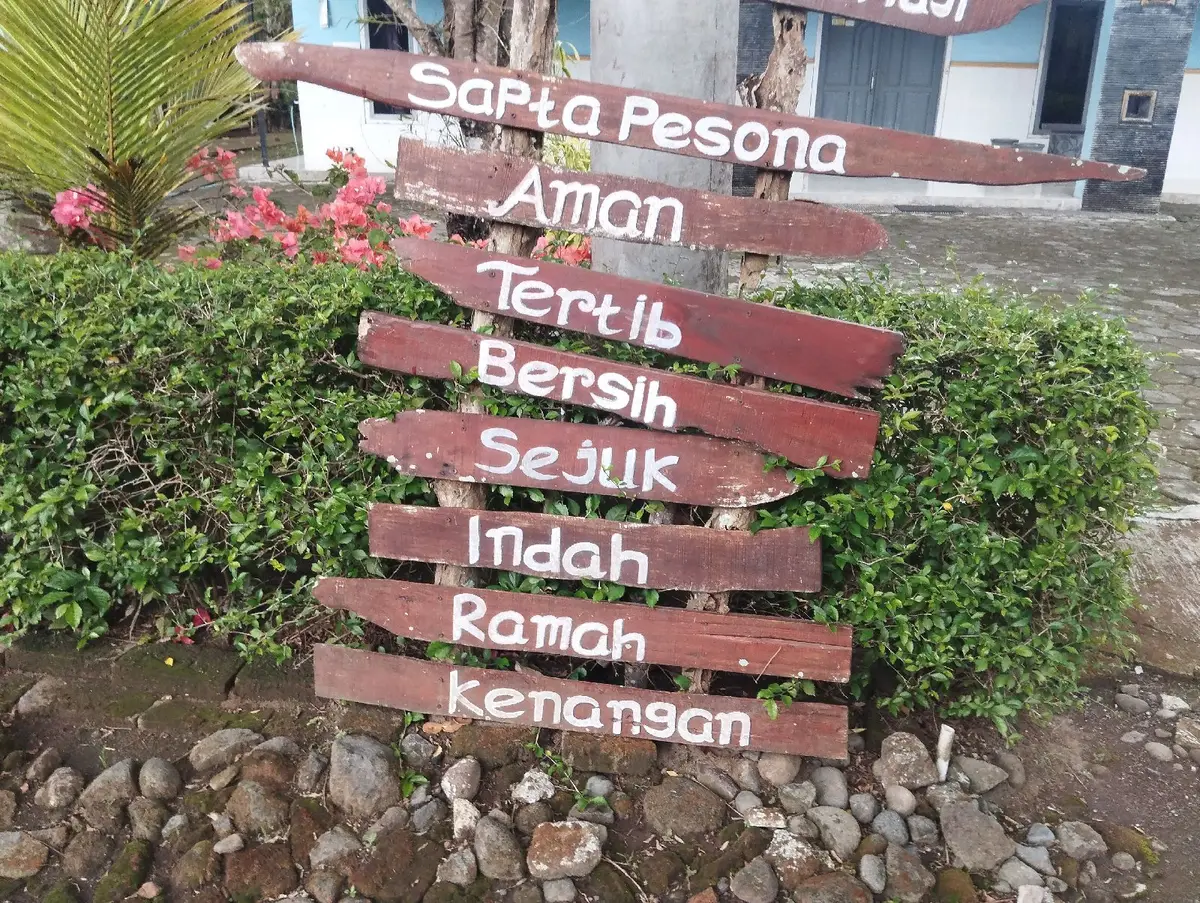 Sapta Pesona
Aman
Tertib
Bersih
Sejuk
Indah
Ramah
Kenangan